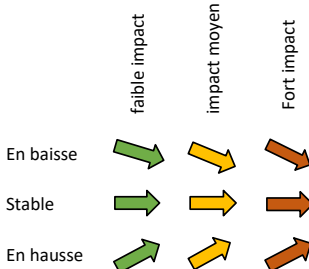 faible impact
impact moyen
Fort impact
En baisse
Stable
En hausse